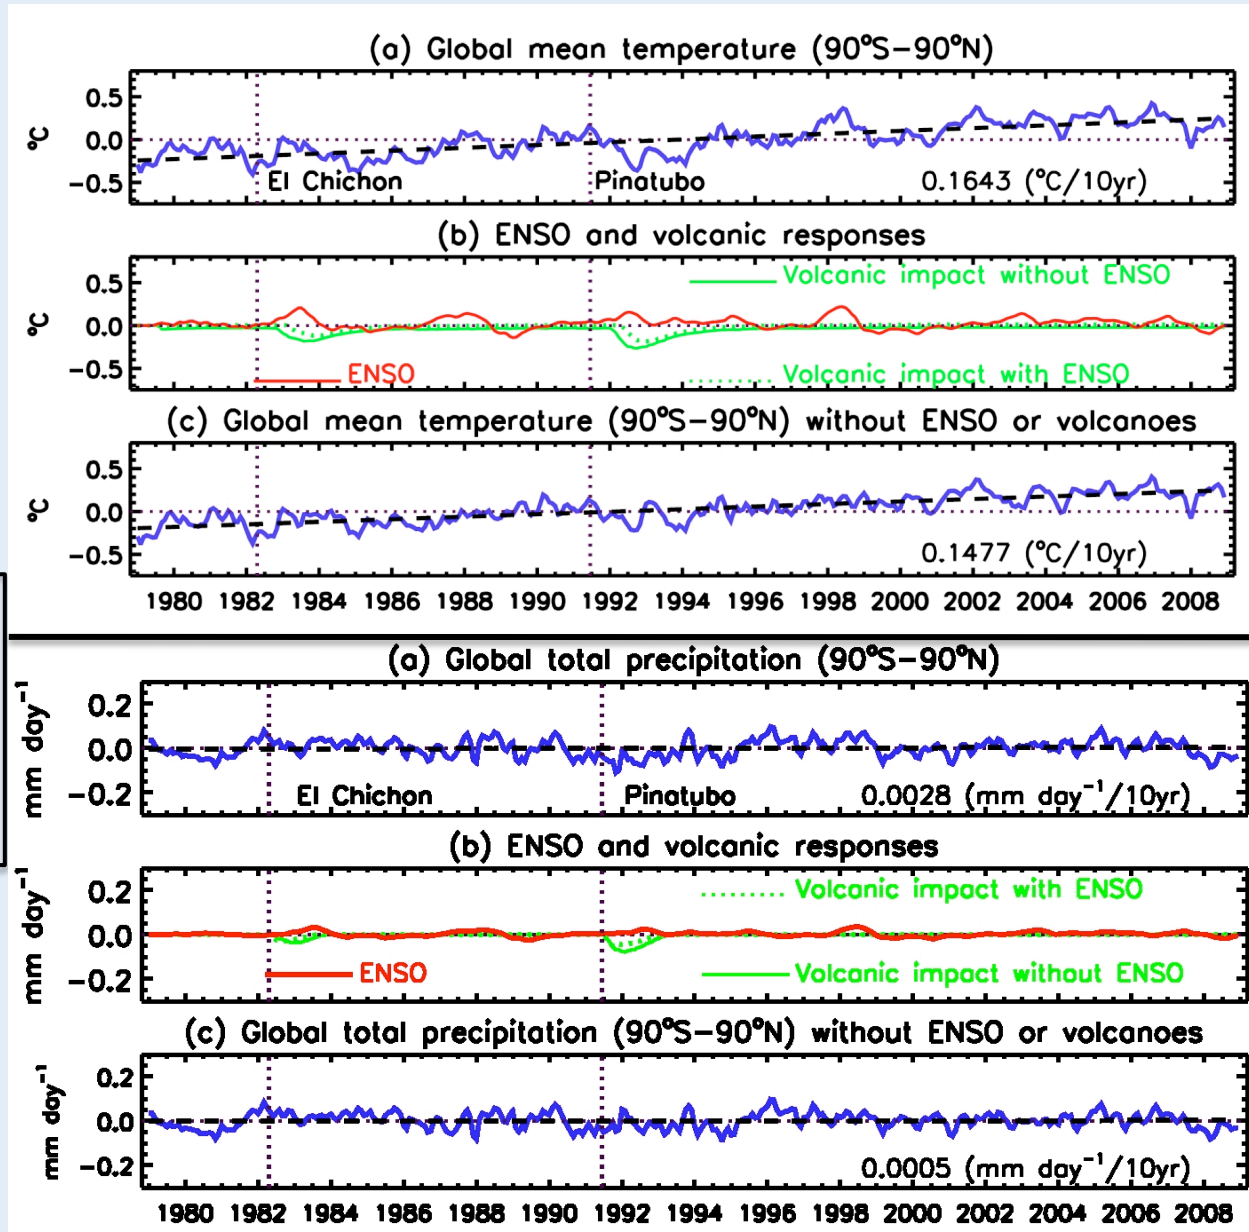 (a) Global mean temperature (90°S−90°N)
0.5
0.0
−0.5
°C
El Chichon
Pinatubo
0.1643 (°C/10yr)
(b) ENSO and volcanic responses
0.5
0.0
−0.5
°C
Volcanic impact without ENSO
ENSO
Volcanic impact with ENSO
(c) Global mean temperature (90°S−90°N) without ENSO or volcanoes
0.5
0.0
−0.5
°C
0.1477 (°C/10yr)
1980 1982 1984 1986 1988 1990 1992 1994 1996 1998 2000 2002 2004 2006 2008
(a) Global total precipitation (90°S−90°N)
0.2
0.0
−0.2
mm day⁻¹
El Chichon
Pinatubo
0.0028 (mm day⁻¹/10yr)
(b) ENSO and volcanic responses
0.2
0.0
−0.2
mm day⁻¹
Volcanic impact with ENSO
ENSO
Volcanic impact without ENSO
(c) Global total precipitation (90°S−90°N) without ENSO or volcanoes
0.2
0.0
−0.2
mm day⁻¹
0.0005 (mm day⁻¹/10yr)
1980 1982 1984 1986 1988 1990 1992 1994 1996 1998 2000 2002 2004 2006 2008